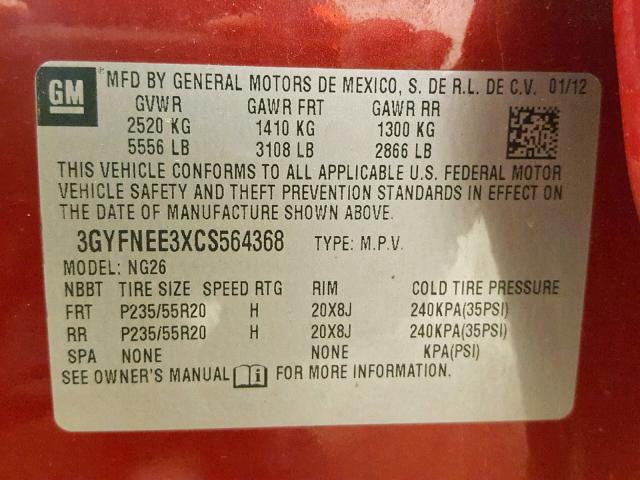 GM
MFD BY GENERAL MOTORS DE MEXICO, S. DE R.L. DE C.V. 01/12
GVWR GAWR FRT GAWR RR
2520 KG 1410 KG 1300 KG
5556 LB 3108 LB 2866 LB
THIS VEHICLE CONFORMS TO ALL APPLICABLE U.S. FEDERAL MOTOR
VEHICLE SAFETY AND THEFT PREVENTION STANDARDS IN EFFECT ON
THE DATE OF MANUFACTURE SHOWN ABOVE.
3GYFNEE3XCS564368 TYPE: M.P.V.
MODEL: NG26
NBBT TIRE SIZE SPEED RTG RIM COLD TIRE PRESSURE
FRT P235/55R20 H 20X8J 240KPA(35PSI)
RR P235/55R20 H 20X8J 240KPA(35PSI)
SPA NONE NONE KPA(PSI)
SEE OWNER'S MANUAL FOR MORE INFORMATION.